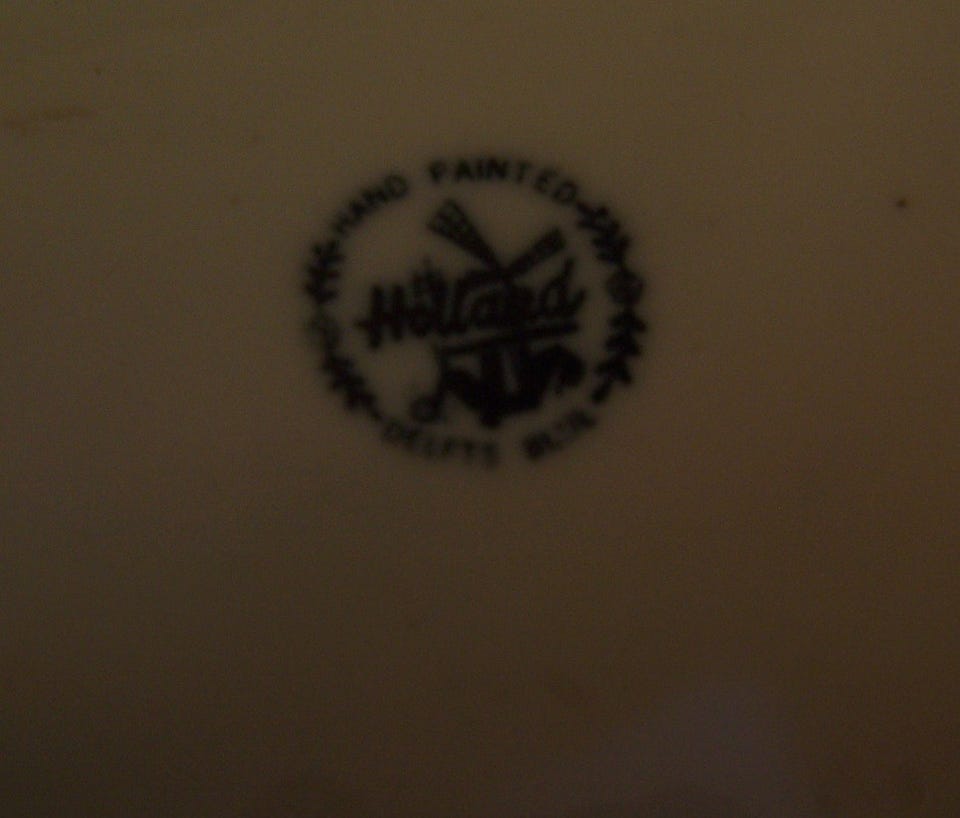 HAND PAINTED
Holland
DELFTS BLUE